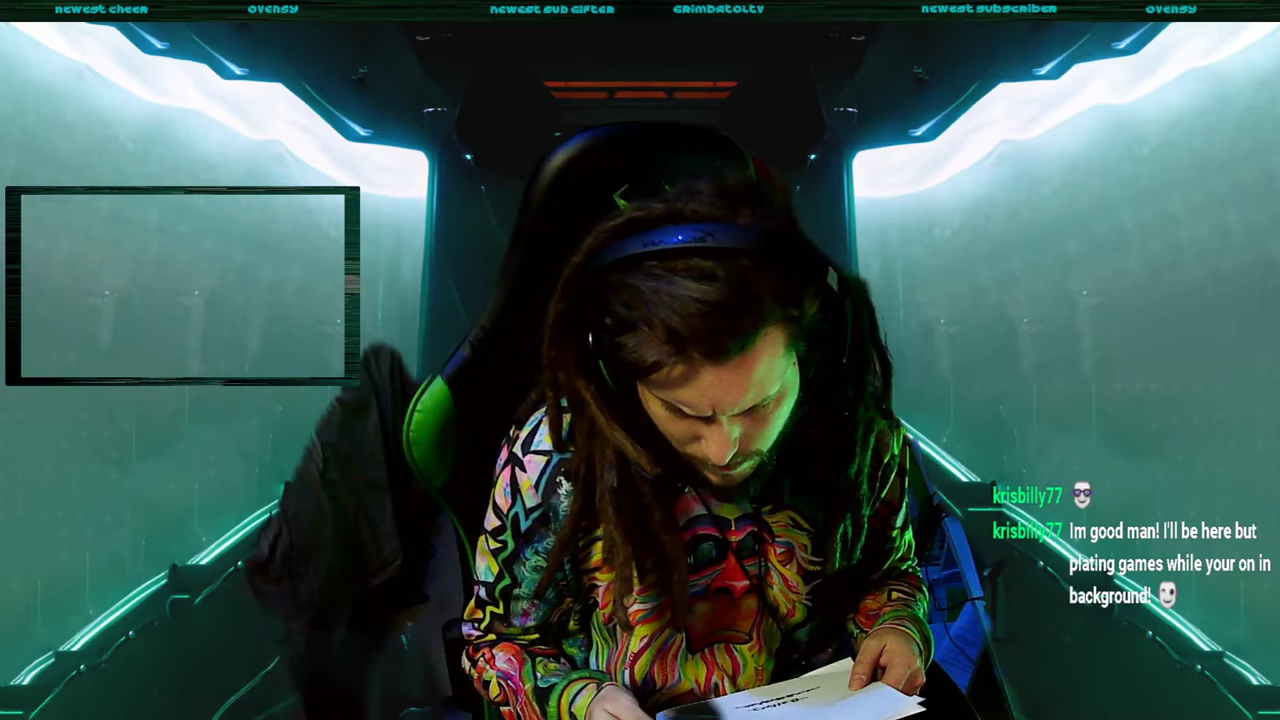 newest cheer ovensy newest sub gifter grimbatoltv newest subscriber ovensy
krisbilly77
krisbilly77 Im good man! I'll be here but
plating games while your on in
background!